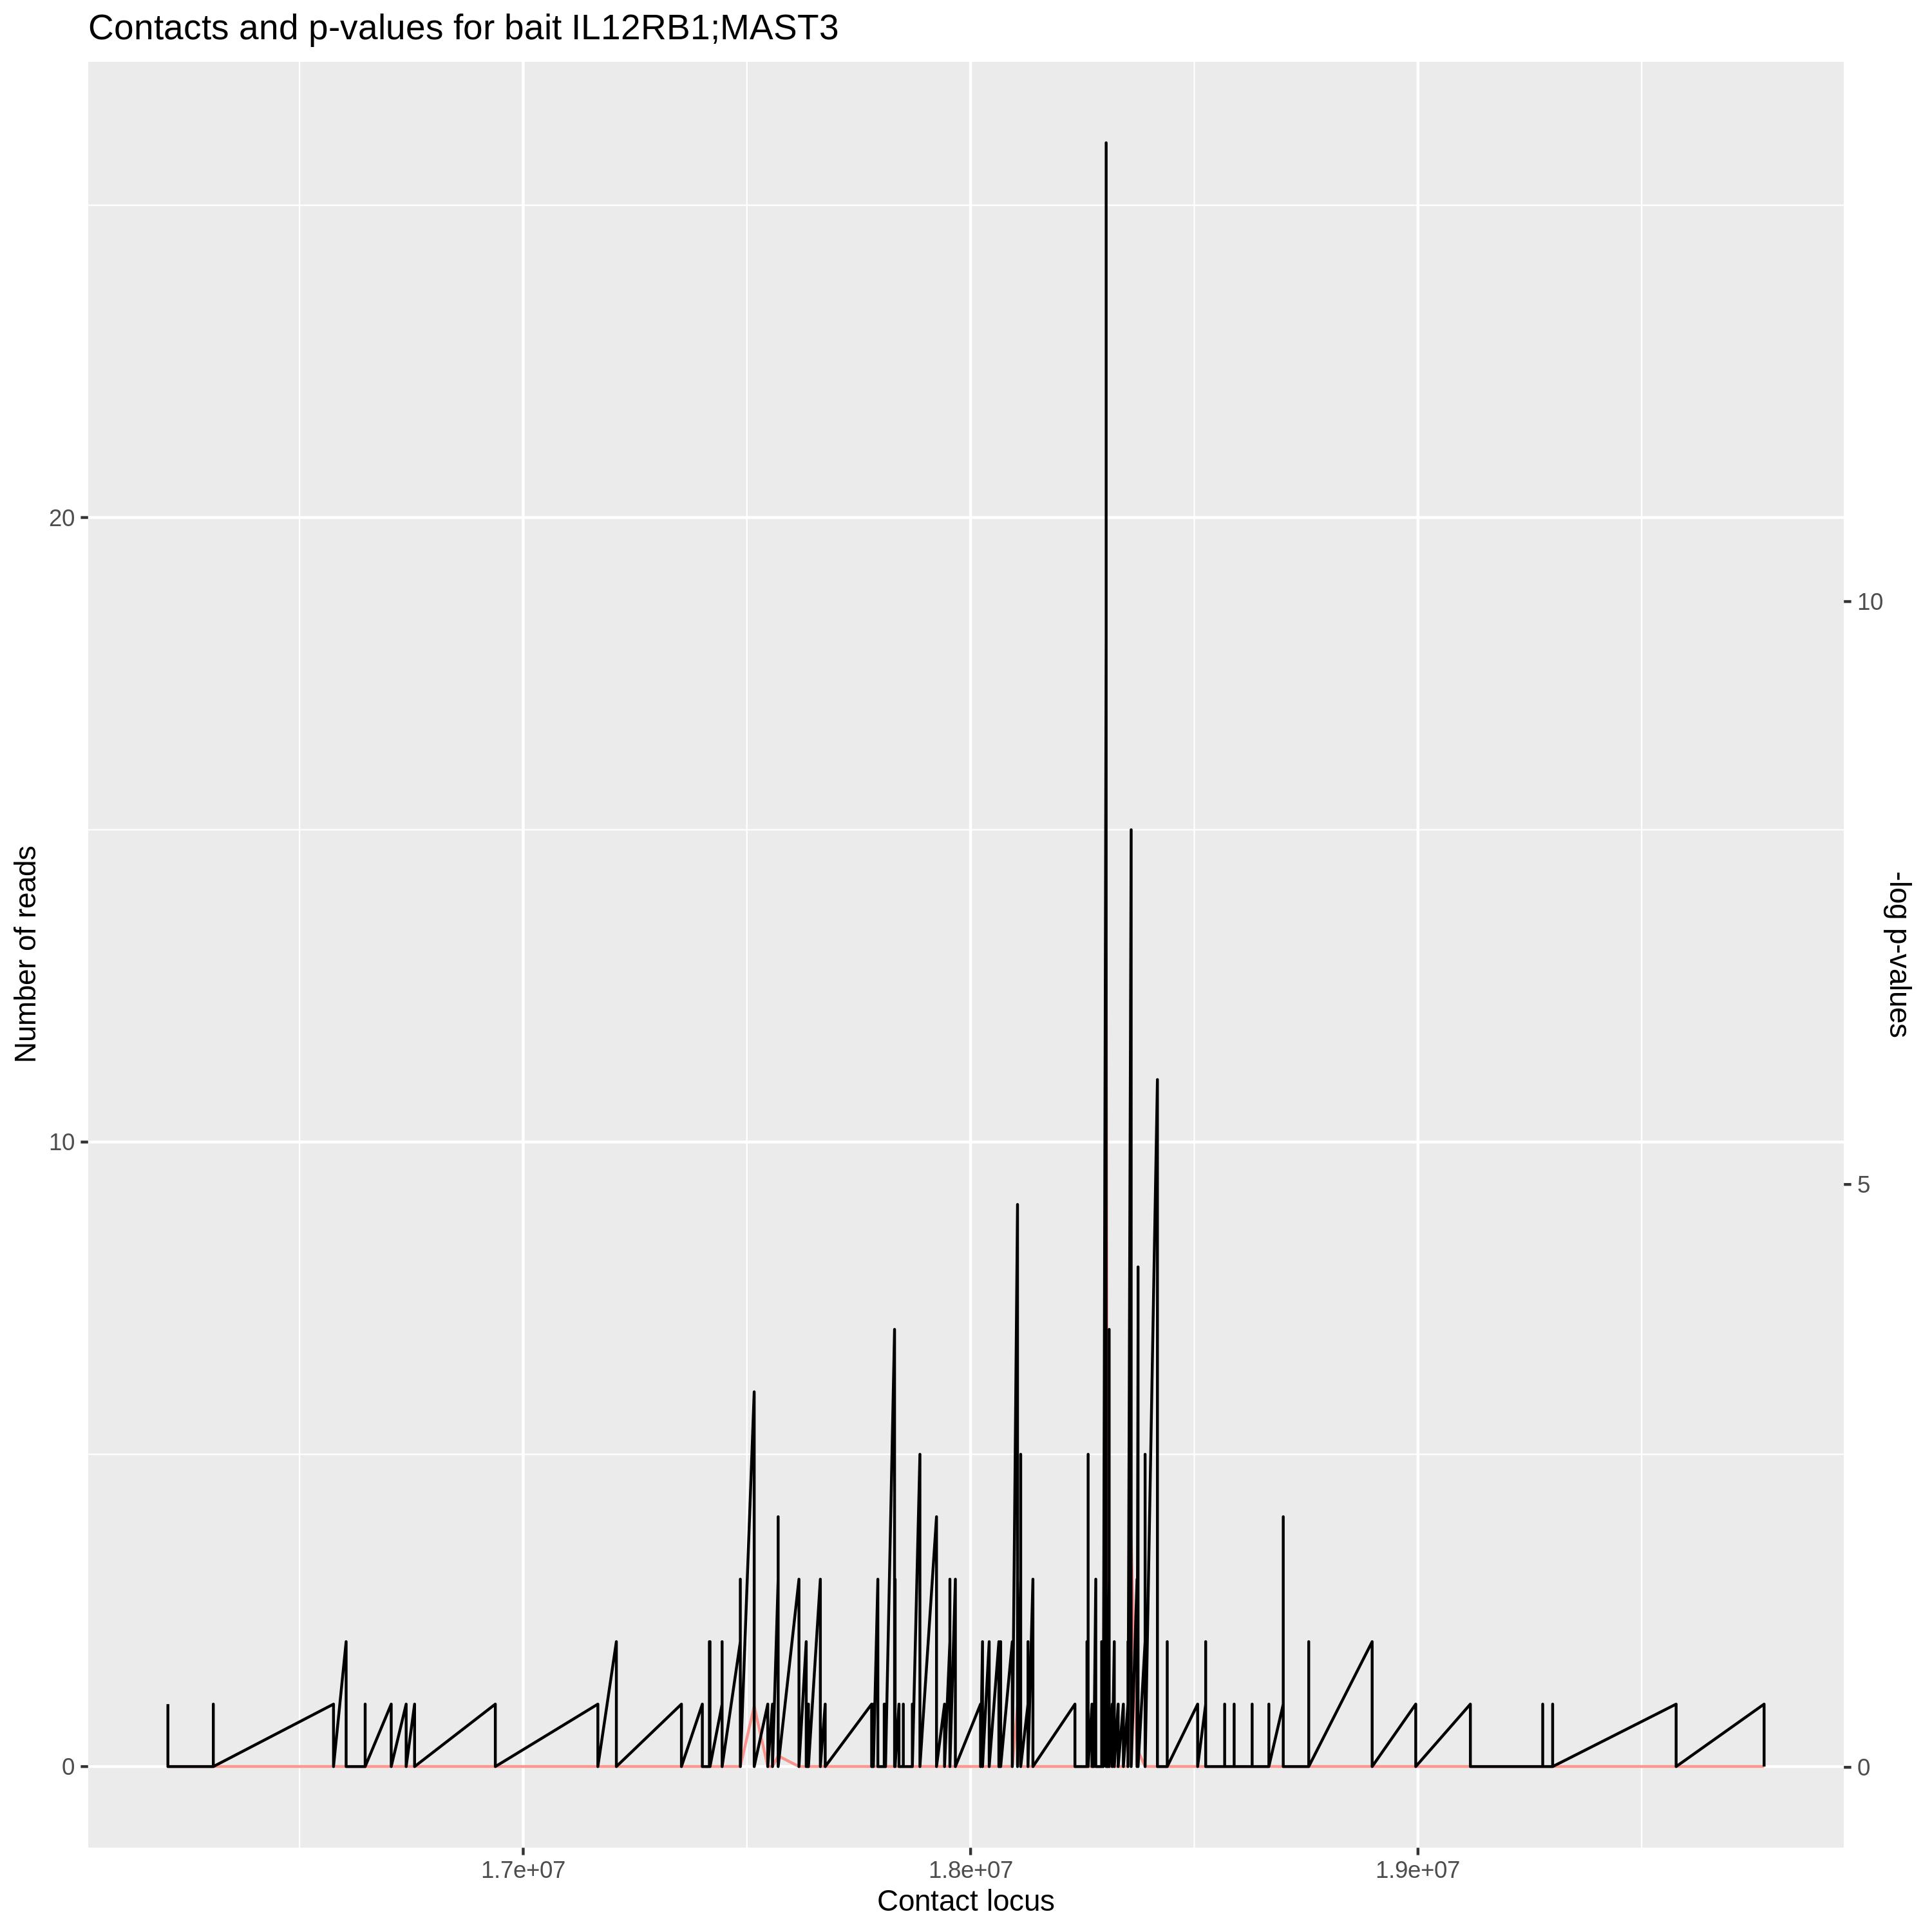 Contacts and p-values for bait IL12RB1;MAST3
Number of reads
20
10
0
10
5
0
-log p-values
1.7e+07
1.8e+07
1.9e+07
Contact locus